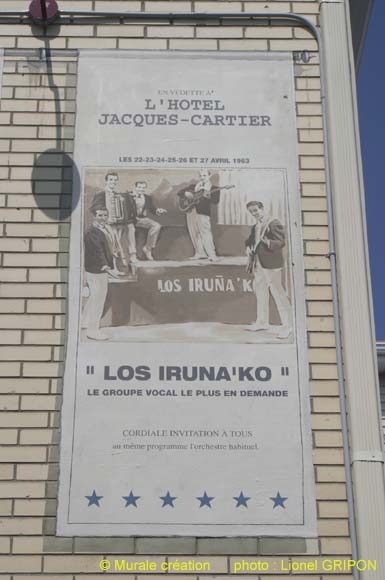 EN VEDETTE A'
L'HOTEL
JACQUES-CARTIER
LES 22-23-24-25-26 ET 27 AVRIL 1963
LOS IRUÑA'KO
" LOS IRUNA'KO "
LE GROUPE VOCAL LE PLUS EN DEMANDE
CORDIALE INVITATION À TOUS
au même programme l'orchestre habituel.
© Murale création photo : Lionel GRIPON